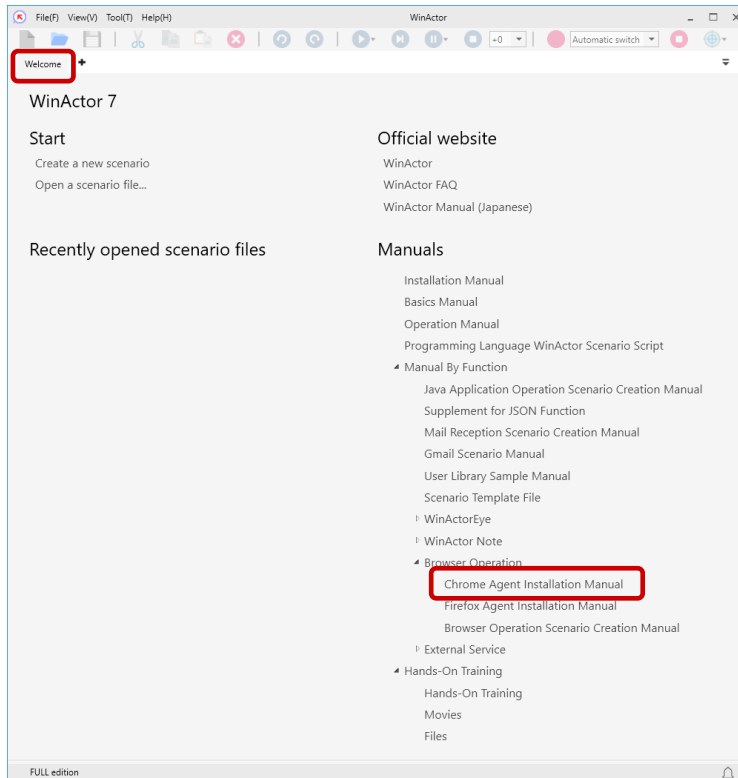 File(F) View(V) Tool(T) Help(H) WinActor
+0 Automatic switch
Welcome
WinActor 7
Start
Create a new scenario
Open a scenario file...
Official website
WinActor
WinActor FAQ
WinActor Manual (Japanese)
Recently opened scenario files
Manuals
Installation Manual
Basics Manual
Operation Manual
Programming Language WinActor Scenario Script
Manual By Function
Java Application Operation Scenario Creation Manual
Supplement for JSON Function
Mail Reception Scenario Creation Manual
Gmail Scenario Manual
User Library Sample Manual
Scenario Template File
WinActorEye
WinActor Note
Browser Operation
Chrome Agent Installation Manual
Firefox Agent Installation Manual
Browser Operation Scenario Creation Manual
External Service
Hands-On Training
Hands-On Training
Movies
Files
FULL edition